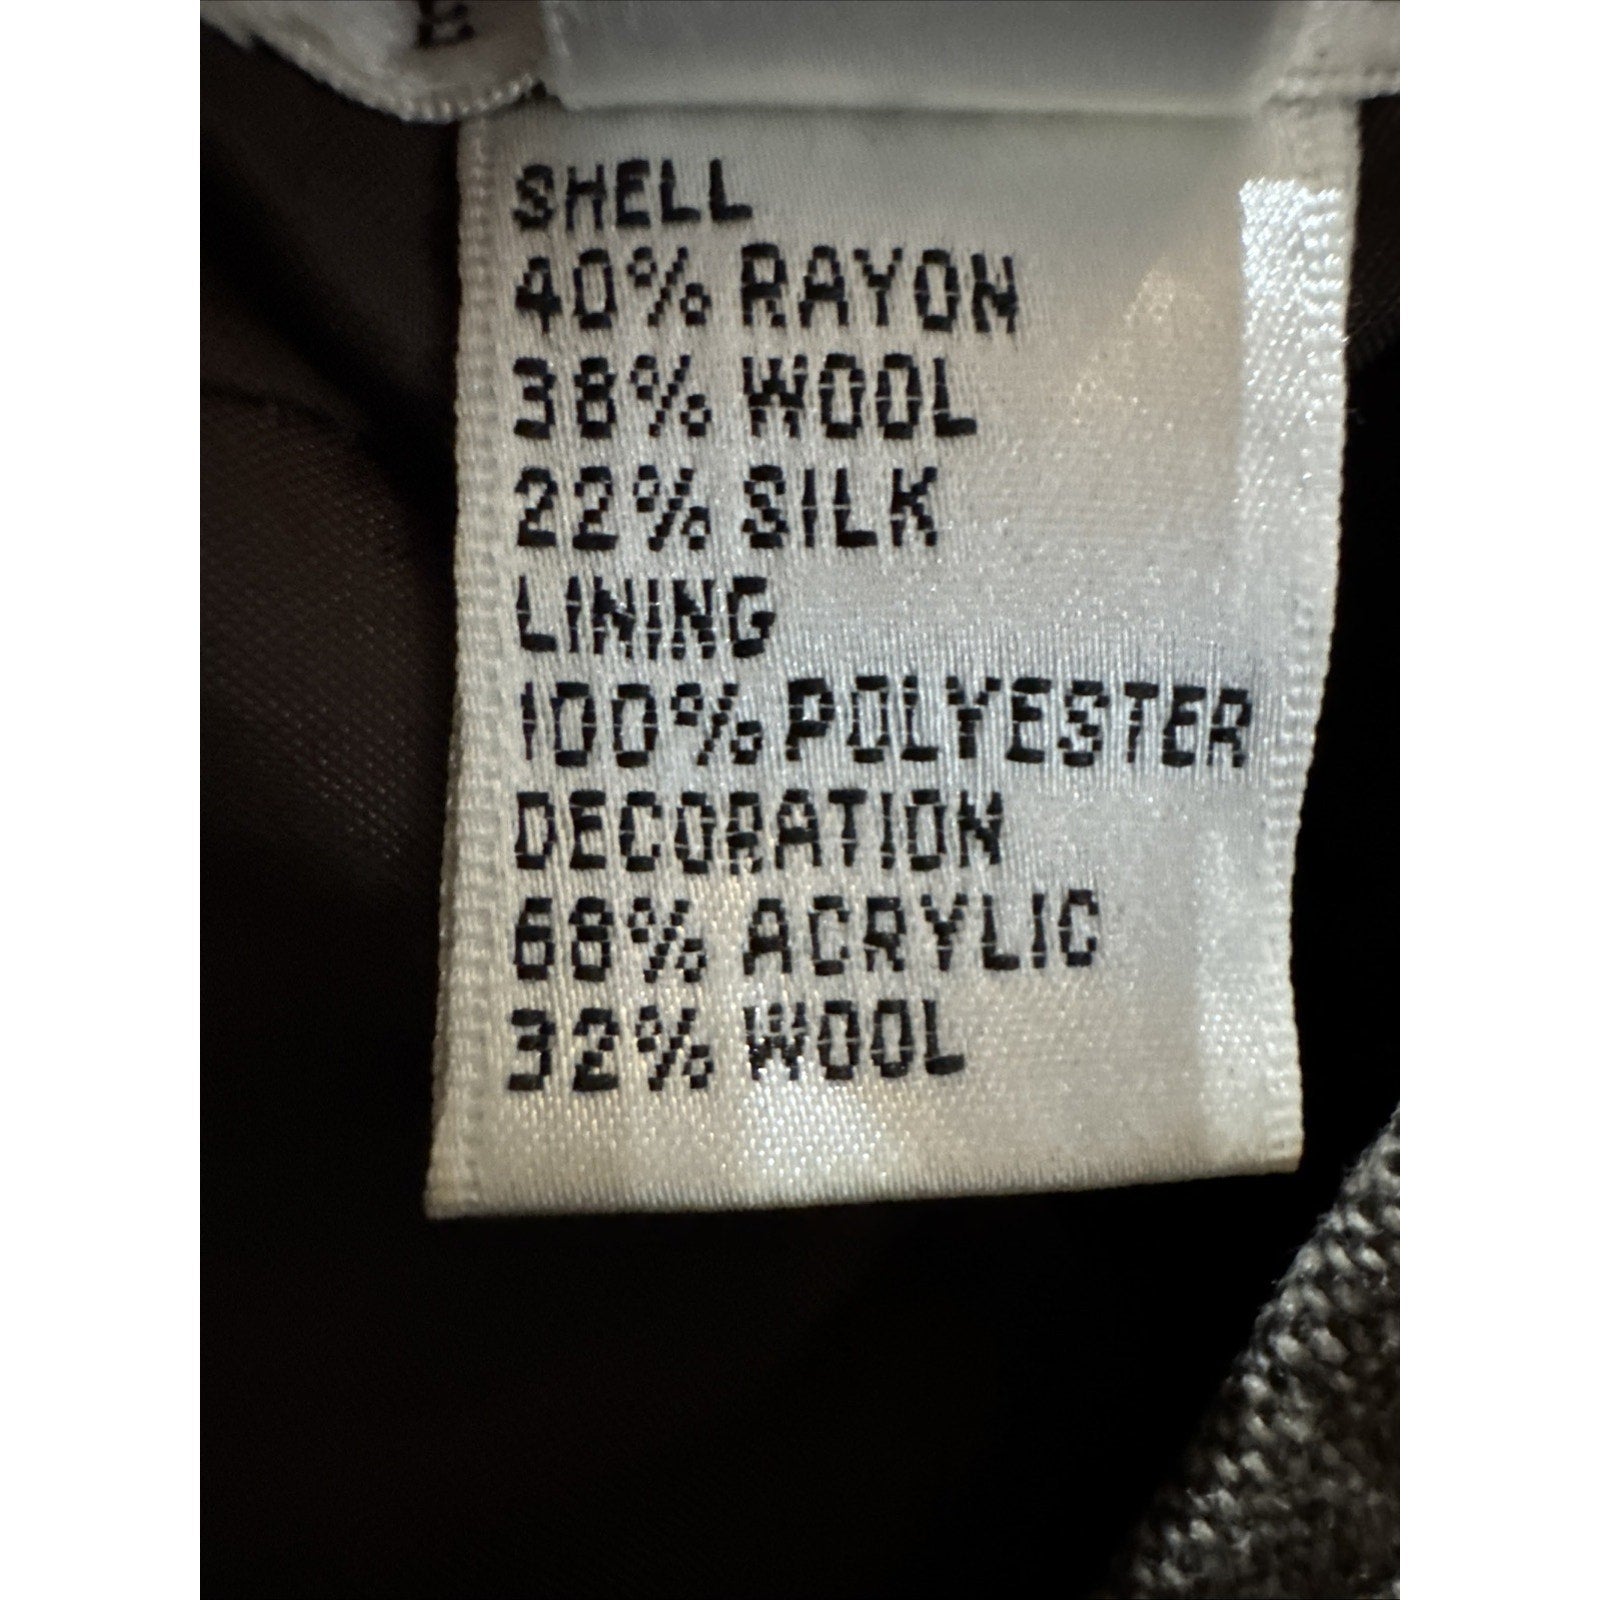 SHELL
40% RAYON
38% WOOL
22% SILK
LINING
100% POLYESTER
DECORATION
68% ACRYLIC
32% WOOL